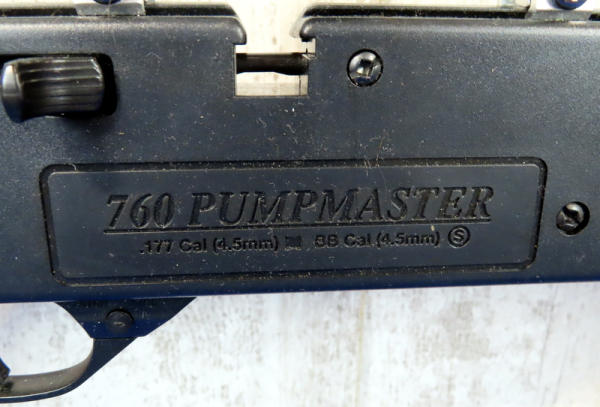 760 PUMPMASTER
.177 Cal (4.5mm) BB Cal (4.5mm) S